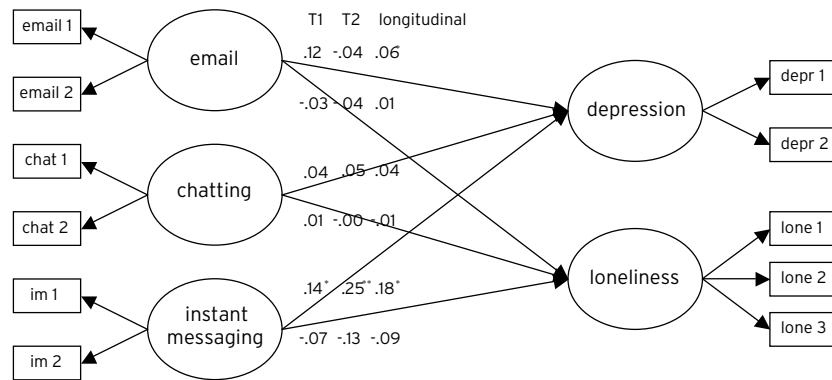 T1 T2 longitudinal
email 1
email 2
email
.12 -.04 .06
-.03 -.04 .01
depression
depr 1
depr 2
chat 1
chat 2
chatting
.04 .05 .04
.01 -.00 -.01
im 1
im 2
instant
messaging
.14* .25** .18*
-.07 -.13 -.09
loneliness
lone 1
lone 2
lone 3